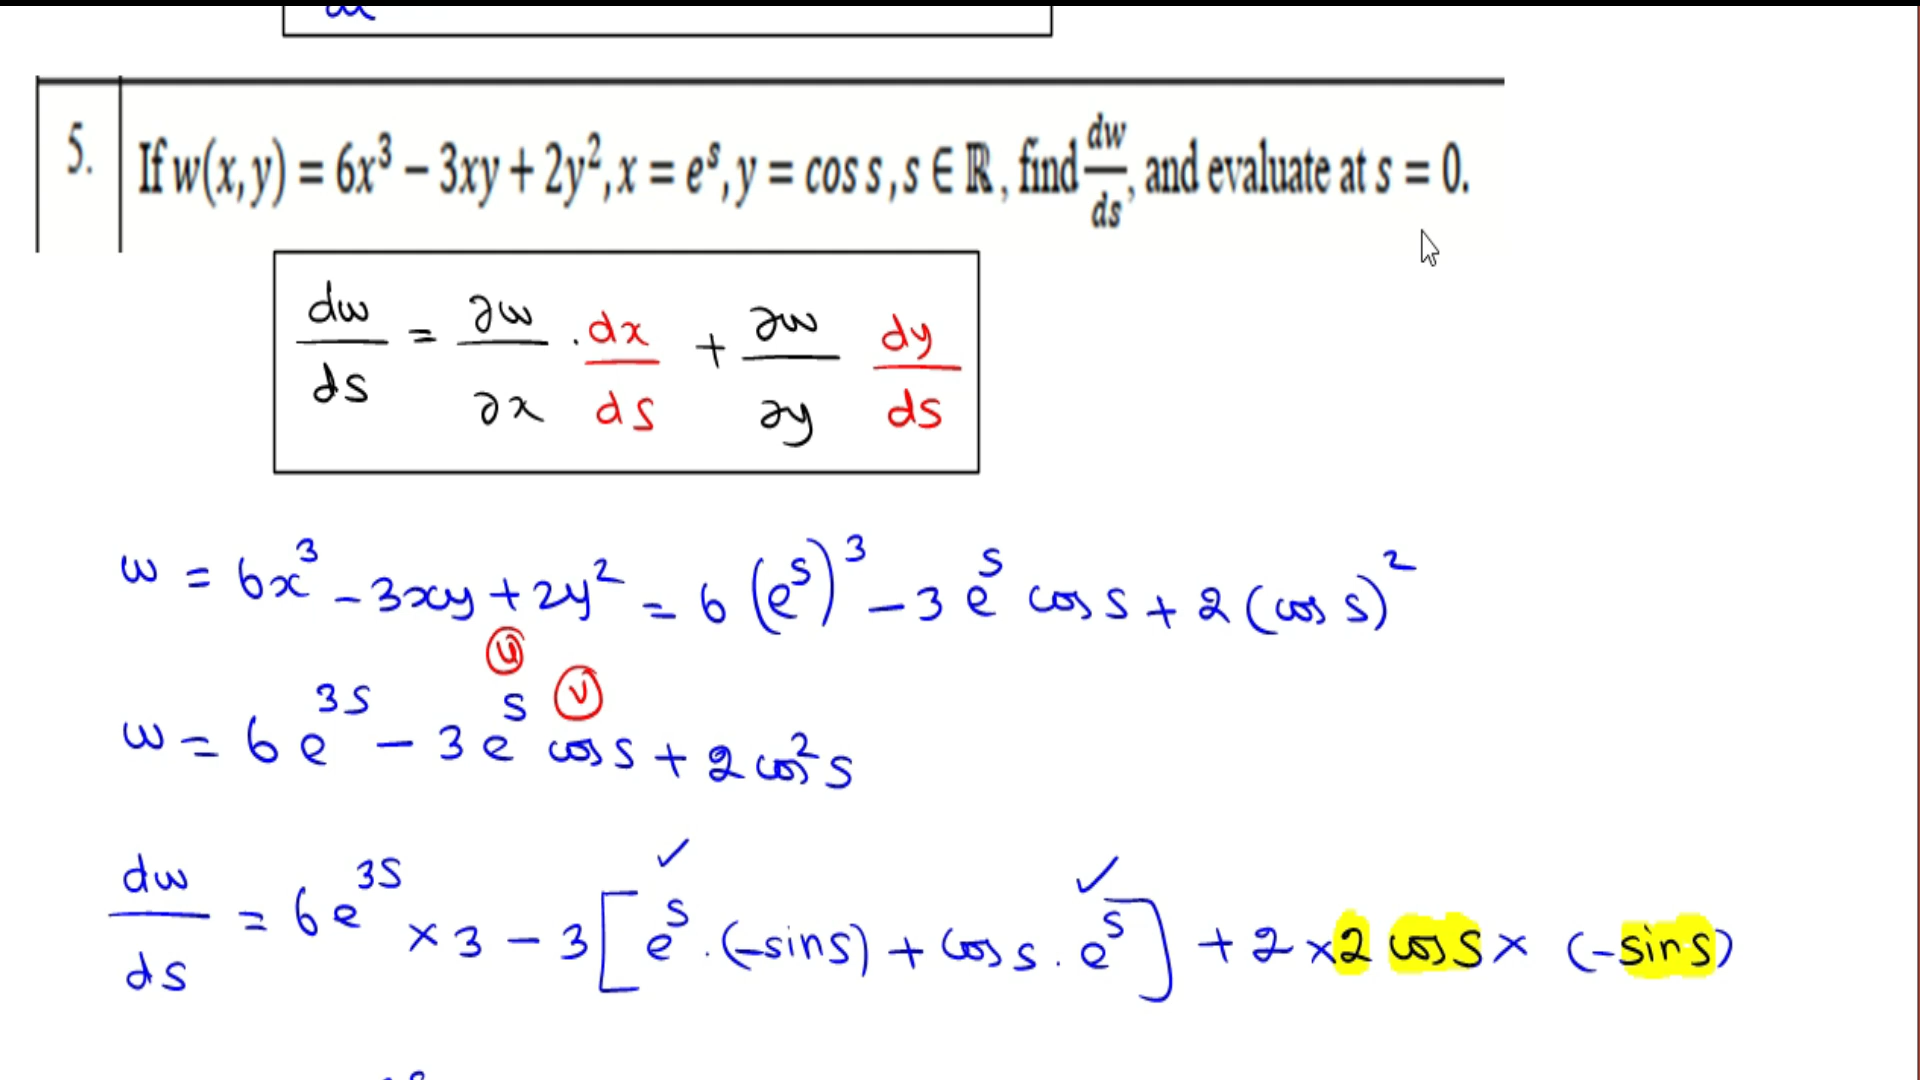 5. If w(x, y) = 6x³ − 3xy + 2y², x = eˢ, y = cos s, s ∈ ℝ, find dw/ds, and evaluate at s = 0.
dw/ds = ∂w/∂x · dx/ds + ∂w/∂y dy/ds
w = 6x³ − 3xy + 2y² = 6(eˢ)³ − 3eˢ cos s + 2(cos s)²
u v
w = 6e³ˢ − 3eˢ cos s + 2cos²s
dw/ds = 6e³ˢ × 3 − 3[eˢ · (−sin s) + cos s · eˢ] + 2 × 2 cos s × (−sin s)